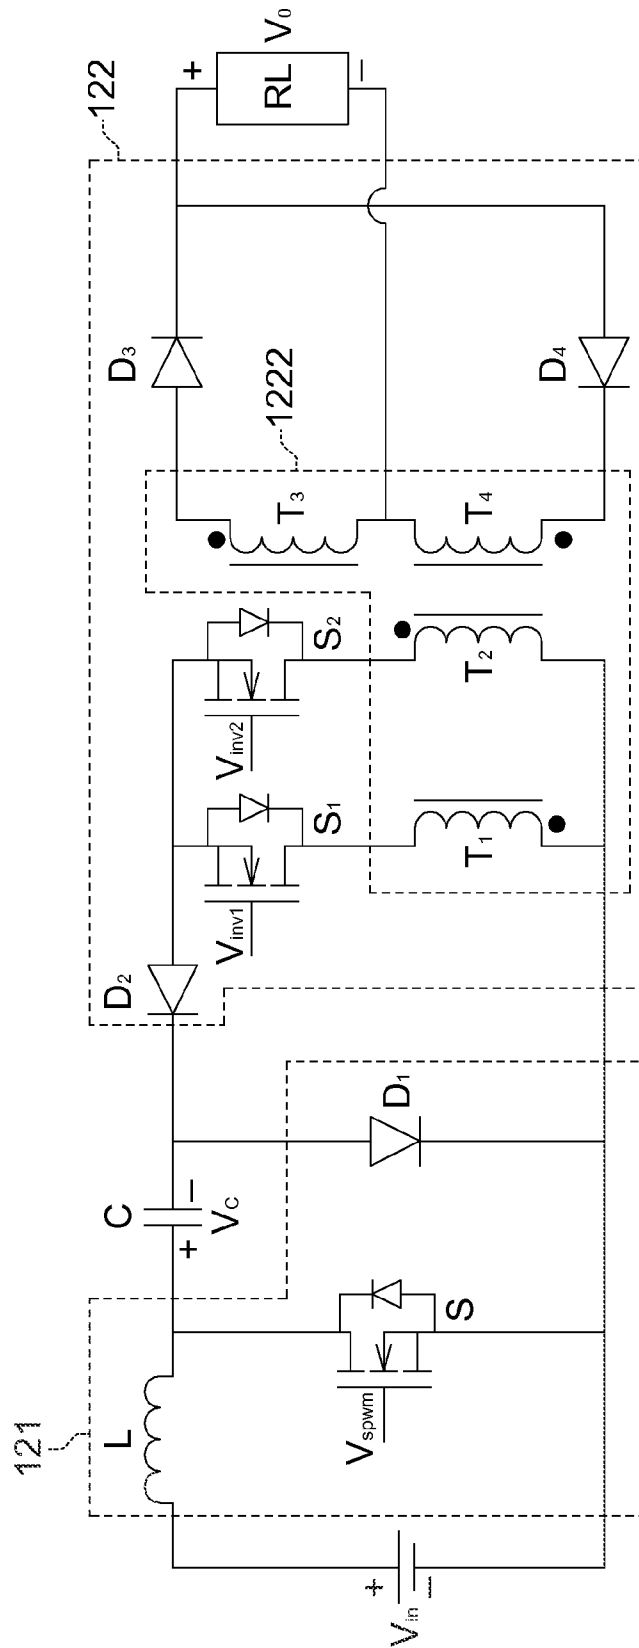 121
122
1222
L
C
+
−
VC
D2
D3
+
V0
RL
−
Vinv1
Vinv2
S1
S2
T3
T4
T1
T2
D4
D1
+
Vin
−
Vspwm
S